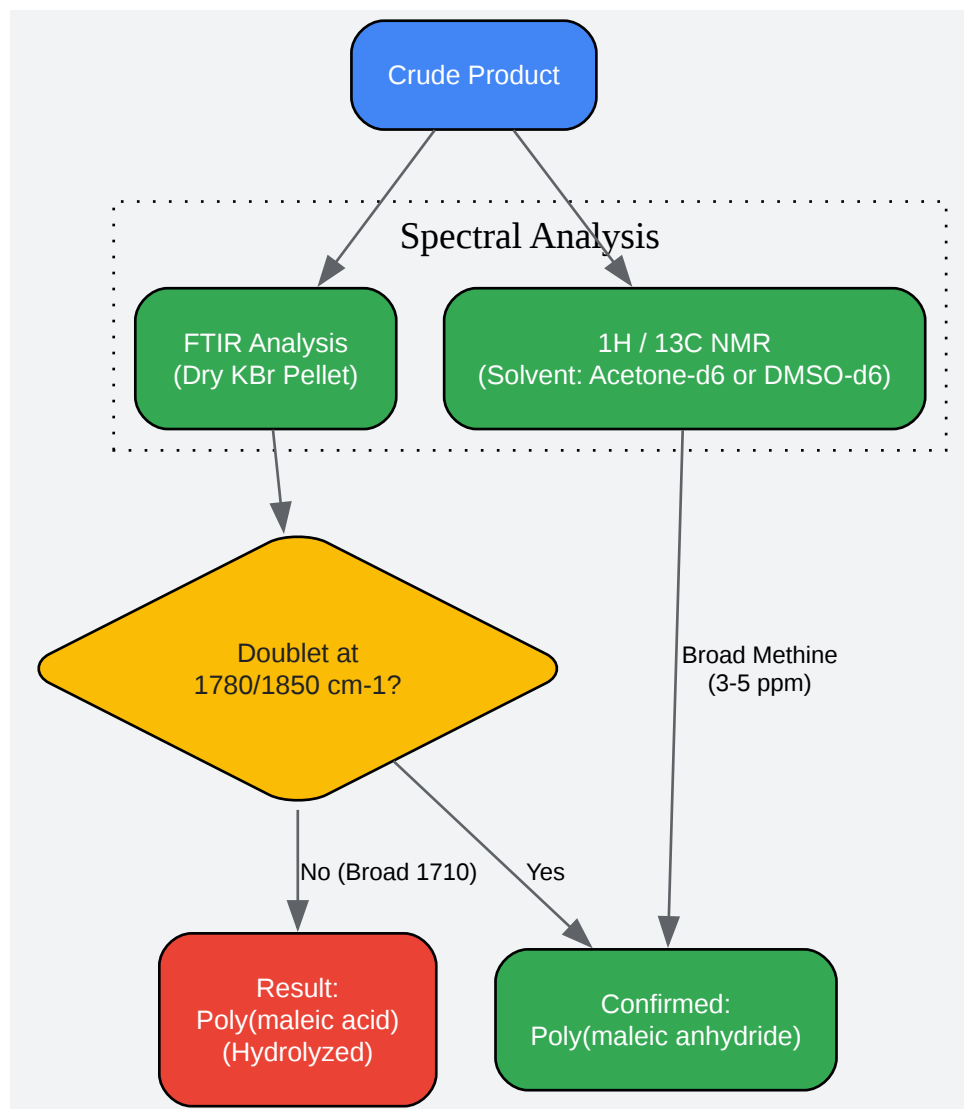 Crude Product
Spectral Analysis
FTIR Analysis
(Dry KBr Pellet)
1H / 13C NMR
(Solvent: Acetone-d6 or DMSO-d6)
Doublet at
1780/1850 cm-1?
Broad Methine
(3-5 ppm)
No (Broad 1710)
Yes
Result:
Poly(maleic acid)
(Hydrolyzed)
Confirmed:
Poly(maleic anhydride)